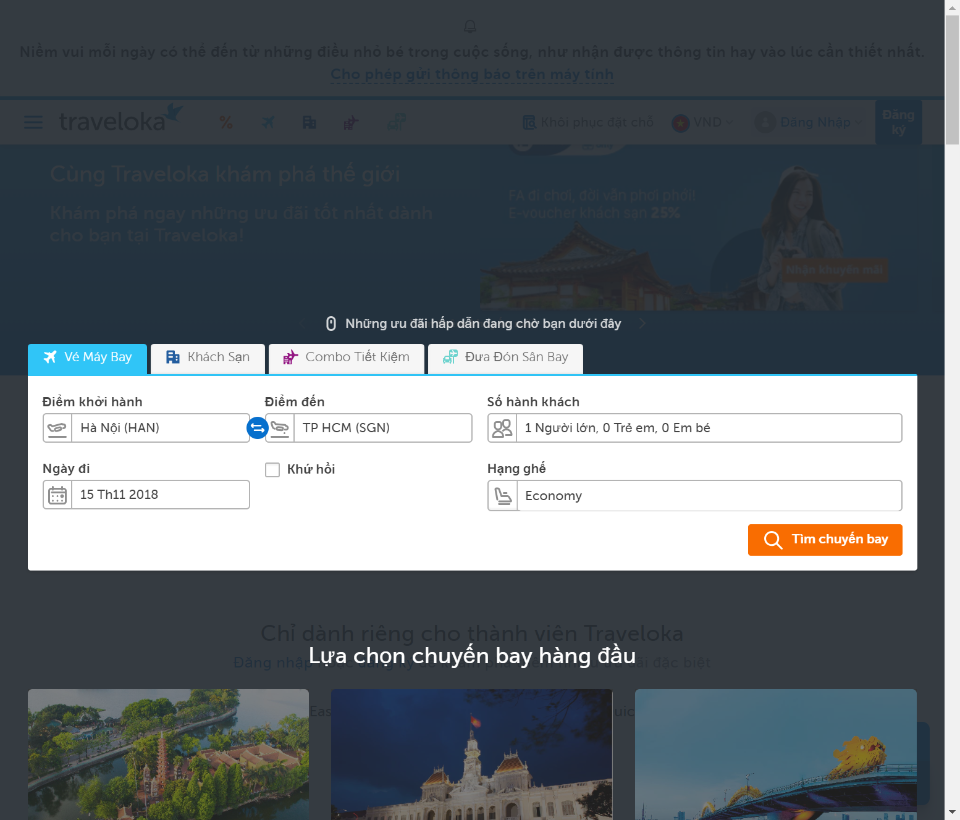 Niềm vui mỗi ngày có thể đến từ những điều nhỏ bé trong cuộc sống, như nhận được thông tin hay vào lúc cần thiết nhất.
Cho phép gửi thông báo trên máy tính
traveloka
Khôi phục đặt chỗ
VND
Đăng Nhập
Đăng
ký
Cùng Traveloka khám phá thế giới
Khám phá ngay những ưu đãi tốt nhất dành
cho bạn tại Traveloka!
FA đi chơi, đời vẫn phơi phới!
E-voucher khách sạn 25%
Nhận khuyến mãi
Những ưu đãi hấp dẫn đang chờ bạn dưới đây
Vé Máy Bay
Khách Sạn
Combo Tiết Kiệm
Đưa Đón Sân Bay
Điểm khởi hành
Điểm đến
Số hành khách
Hà Nội (HAN)
TP HCM (SGN)
1 Người lớn, 0 Trẻ em, 0 Em bé
Ngày đi
Khứ hồi
Hạng ghế
15 Th11 2018
Economy
Tìm chuyến bay
Chỉ dành riêng cho thành viên Traveloka
Lựa chọn chuyến bay hàng đầu
Đăng nhập
đãi đặc biệt